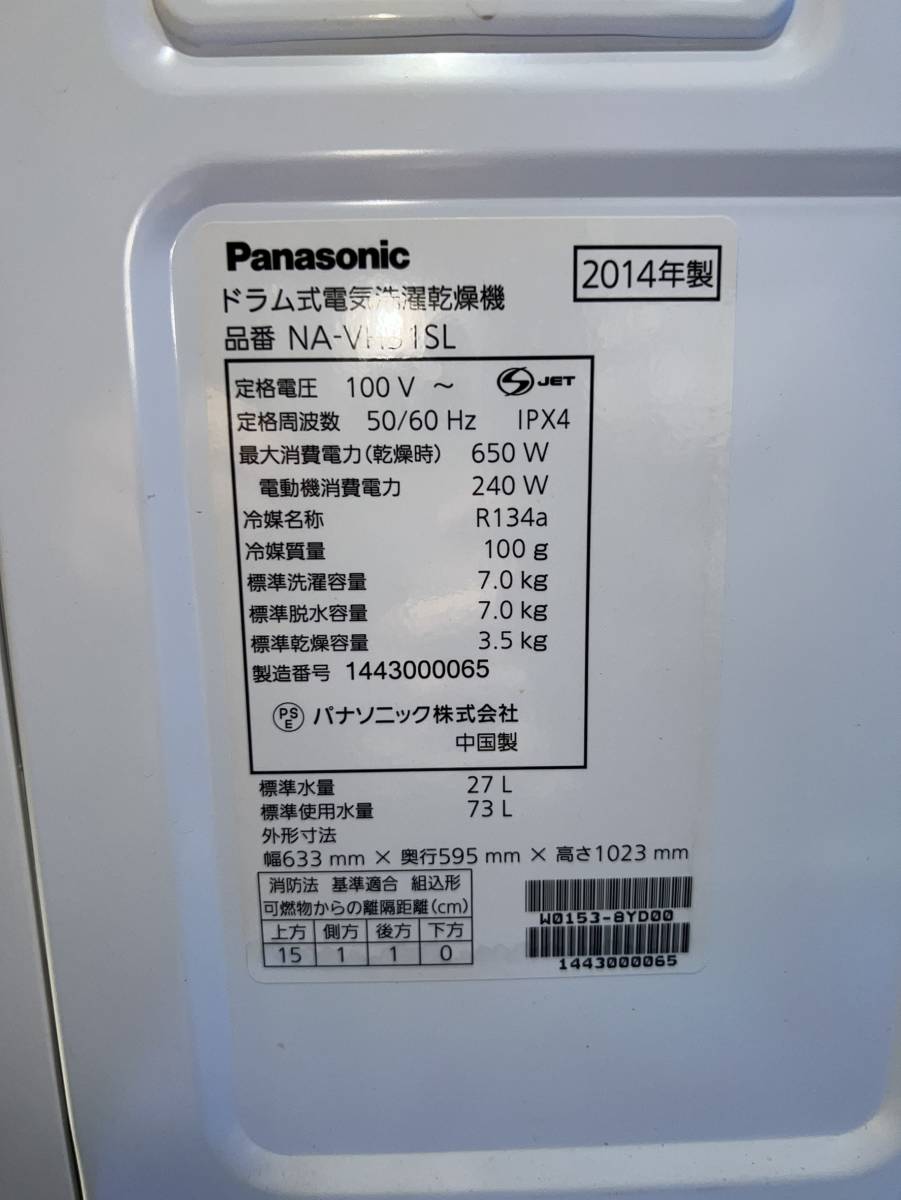 Panasonic
2014年製
ドラム式電気洗濯乾燥機
品番
定格電圧 100 V ～ S JET
定格周波数 50/60 Hz IPX4
最大消費電力(乾燥時) 650 W
電動機消費電力 240 W
冷媒名称 R134a
冷媒質量 100 g
標準洗濯容量 7.0 kg
標準脱水容量 7.0 kg
標準乾燥容量 3.5 kg
製造番号 1443000065
PSE パナソニック株式会社
中国製
標準水量 27 L
標準使用水量 73 L
外形寸法
幅633 mm × 奥行595 mm × 高さ1023 mm
消防法 基準適合 組込形
可燃物からの離隔距離(cm)
上方 側方 後方 下方
15 1 1 0
W0153-8YD00
1443000065